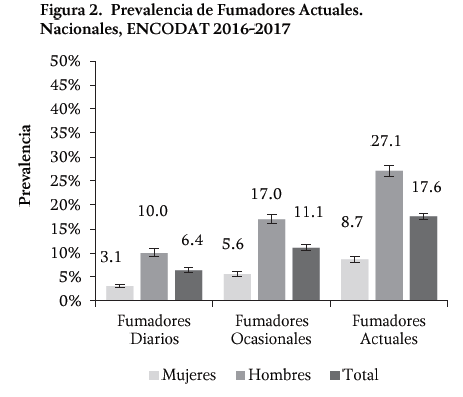 Figura 2. Prevalencia de Fumadores Actuales.
Nacionales, ENCODAT 2016-2017
Prevalencia
50%
45%
40%
35%
30%
25%
20%
15%
10%
5%
0%
3.1
10.0
6.4
5.6
17.0
11.1
8.7
27.1
17.6
Fumadores
Diarios
Fumadores
Ocasionales
Fumadores
Actuales
Mujeres Hombres Total